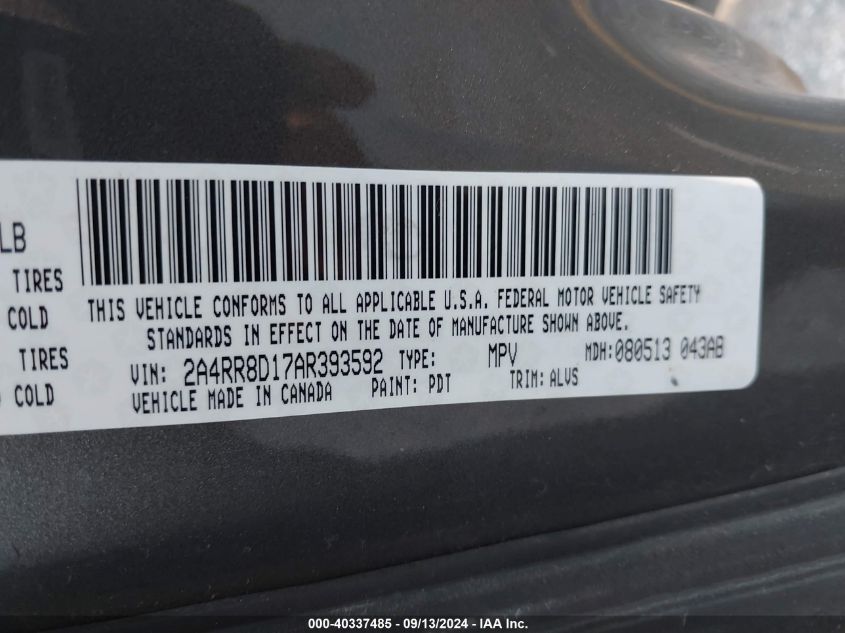 LB
TIRES
COLD
TIRES
COLD
THIS VEHICLE CONFORMS TO ALL APPLICABLE U.S.A. FEDERAL MOTOR VEHICLE SAFETY
STANDARDS IN EFFECT ON THE DATE OF MANUFACTURE SHOWN ABOVE.
VIN: 2A4RR8D17AR393592 TYPE: MPV MDH:080513 043AB
VEHICLE MADE IN CANADA PAINT: PDT TRIM: ALVS
000-40337485 - 09/13/2024 - IAA Inc.